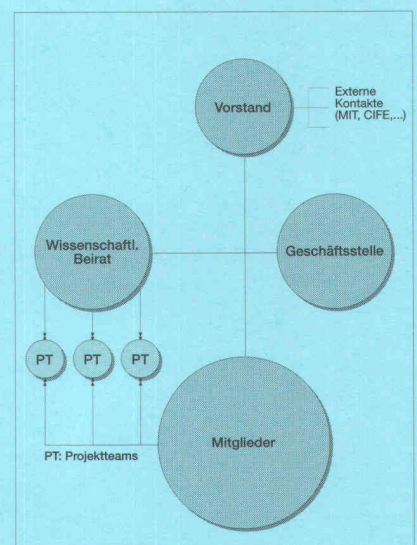 Vorstand
Externe
Kontakte
(MIT, CIFE,...)
Wissenschaftl.
Beirat
Geschäftsstelle
PT
PT
PT
Mitglieder
PT: Projektteams